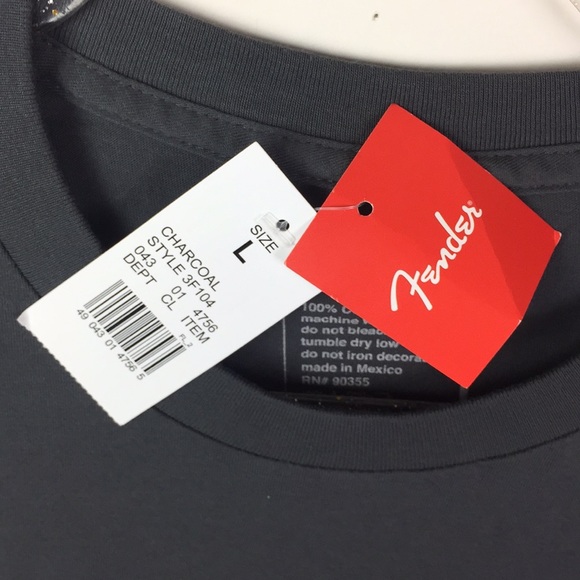 CHARCOAL
STYLE 3F104
043 01 4756
DEPT CL ITEM
PL_2
49 043 01 4756 5
SIZE
L
Fender
100%
machine
do not bleac
tumble dry low
do not iron decora
made in Mexico
RN# 90355